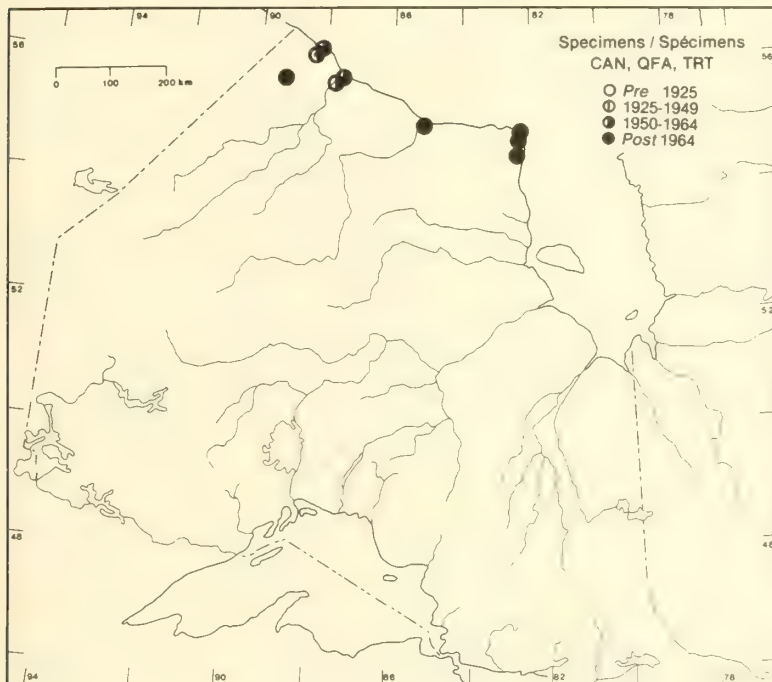 94 90 86 82 78
56 56
0 100 200 km
Specimens / Spécimens
CAN, QFA, TRT
Pre 1925
1925-1949
1950-1964
Post 1964
52 52
48 48
94 90 86 82 78